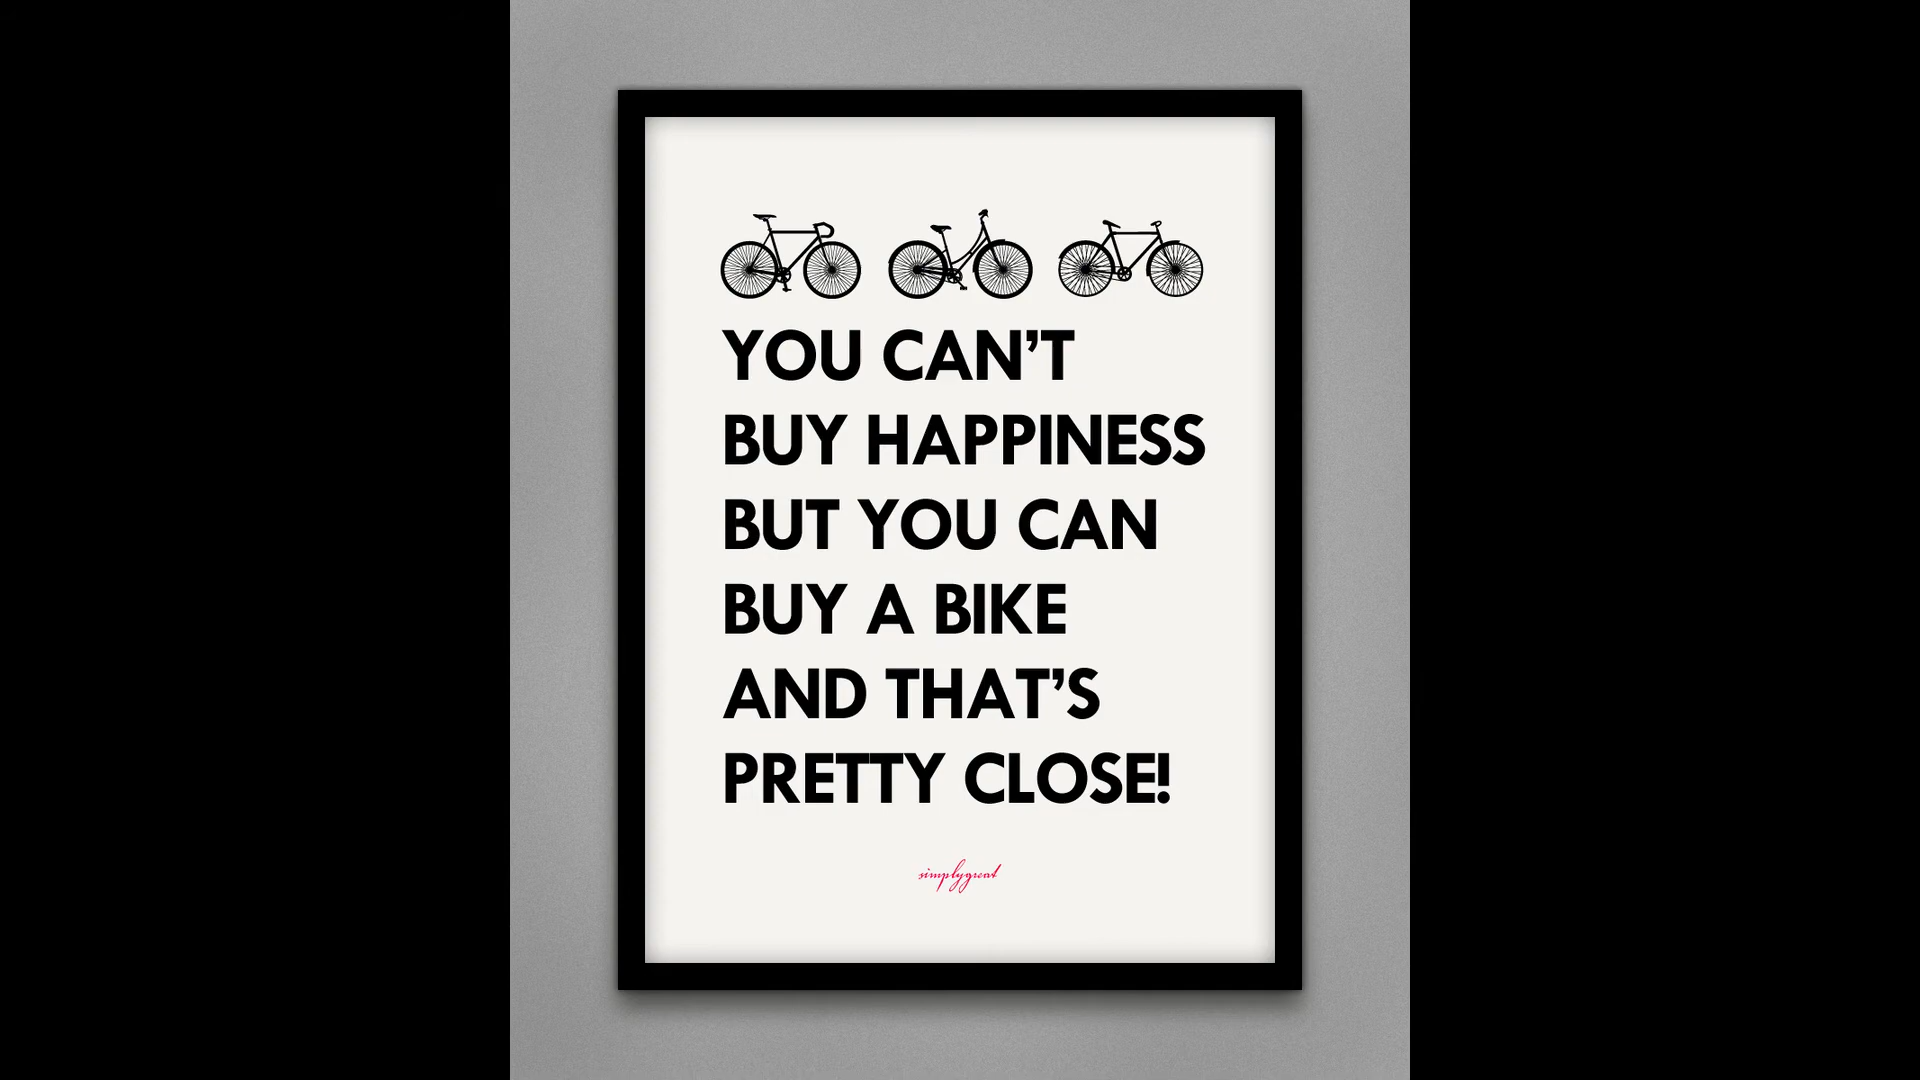 YOU CAN’T
BUY HAPPINESS
BUT YOU CAN
BUY A BIKE
AND THAT’S
PRETTY CLOSE!
simplygreat